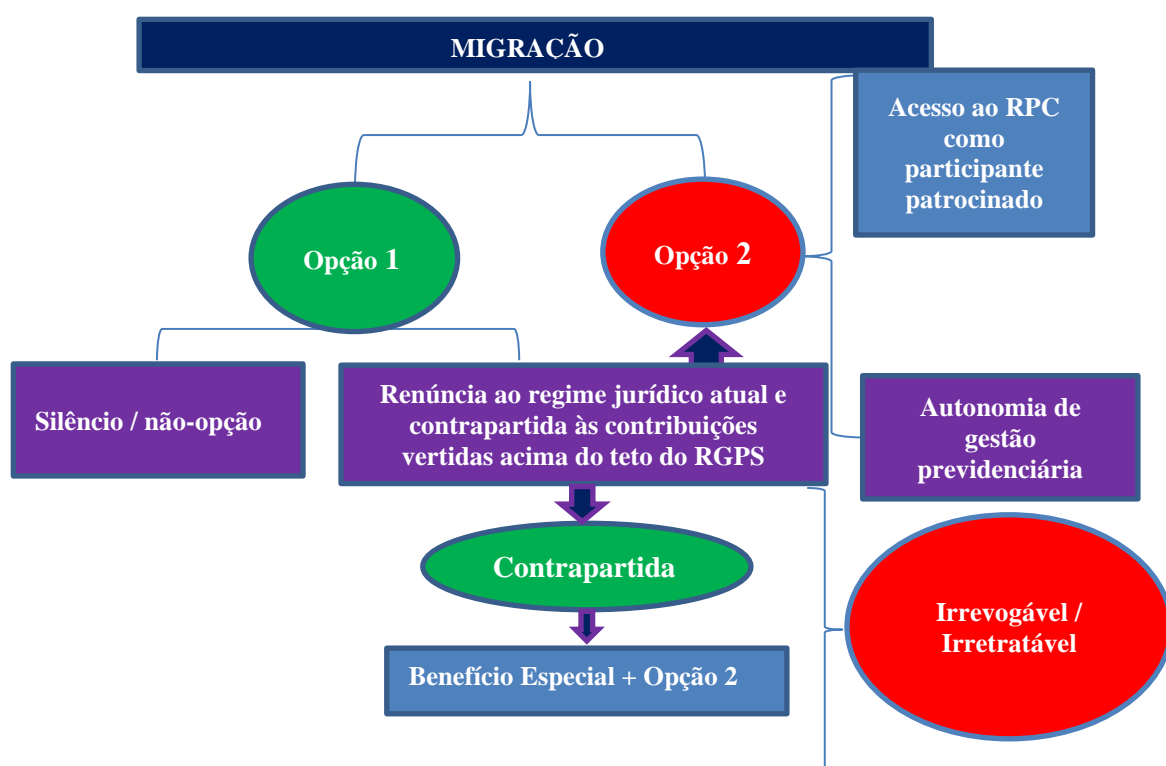 MIGRAÇÃO
Acesso ao RPC
como
participante
patrocinado
Opção 1
Opção 2
Silêncio / não-opção
Renúncia ao regime jurídico atual e
contrapartida às contribuições
vertidas acima do teto do RGPS
Autonomia de
gestão
previdenciária
Contrapartida
Irrevogável /
Irretratável
Benefício Especial + Opção 2